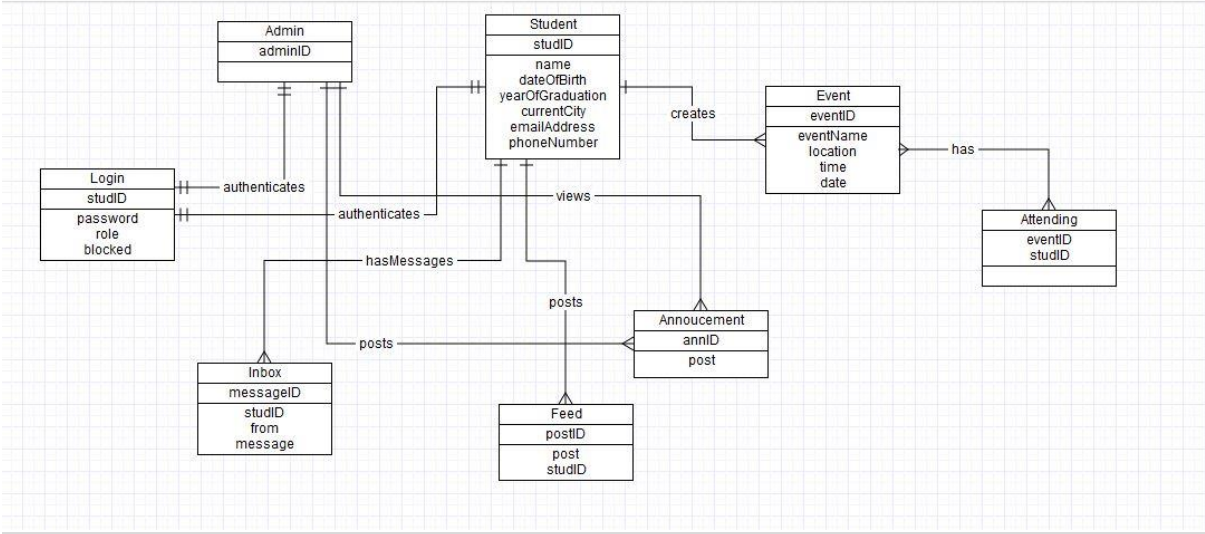 Admin
adminID
Student
studID
name
dateOfBirth
yearOfGraduation
currentCity
emailAddress
phoneNumber
creates
Event
eventID
eventName
location
time
date
has
Attending
eventID
studID
Login
studID
password
role
blocked
authenticates
authenticates
views
hasMessages
posts
posts
Annoucement
annID
post
Inbox
messageID
studID
from
message
Feed
postID
post
studID